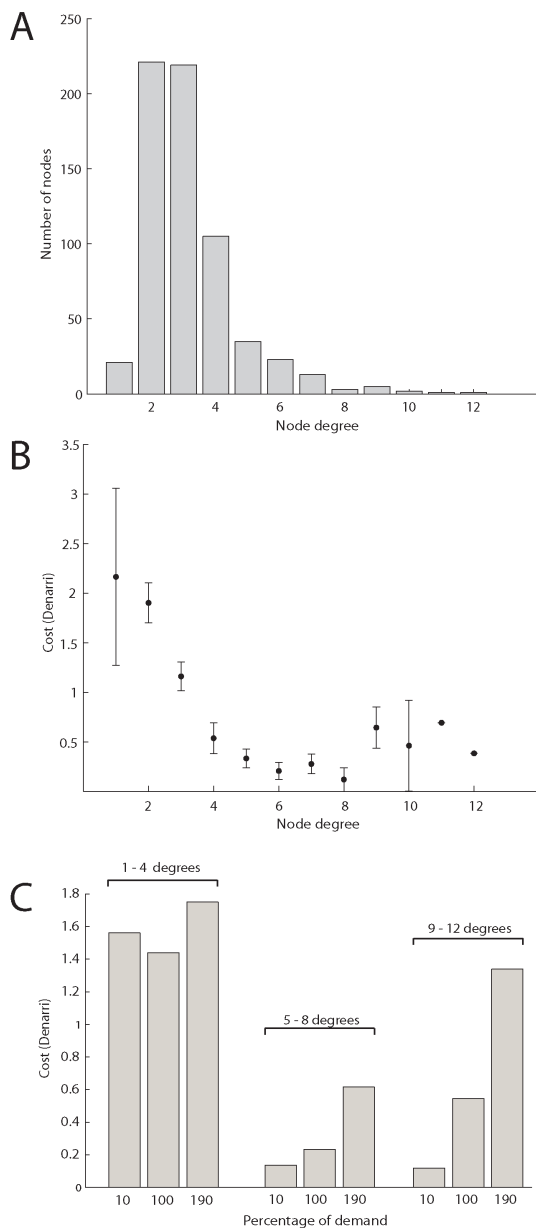 A
250
200
150
100
50
0
Number of nodes
2 4 6 8 10 12
Node degree
B
3.5
3
2.5
2
1.5
1
0.5
Cost (Denarri)
2 4 6 8 10 12
Node degree
C
1 - 4 degrees
5 - 8 degrees
9 - 12 degrees
1.8
1.6
1.4
1.2
1
0.8
0.6
0.4
0.2
0
Cost (Denarri)
10 100 190 10 100 190 10 100 190
Percentage of demand